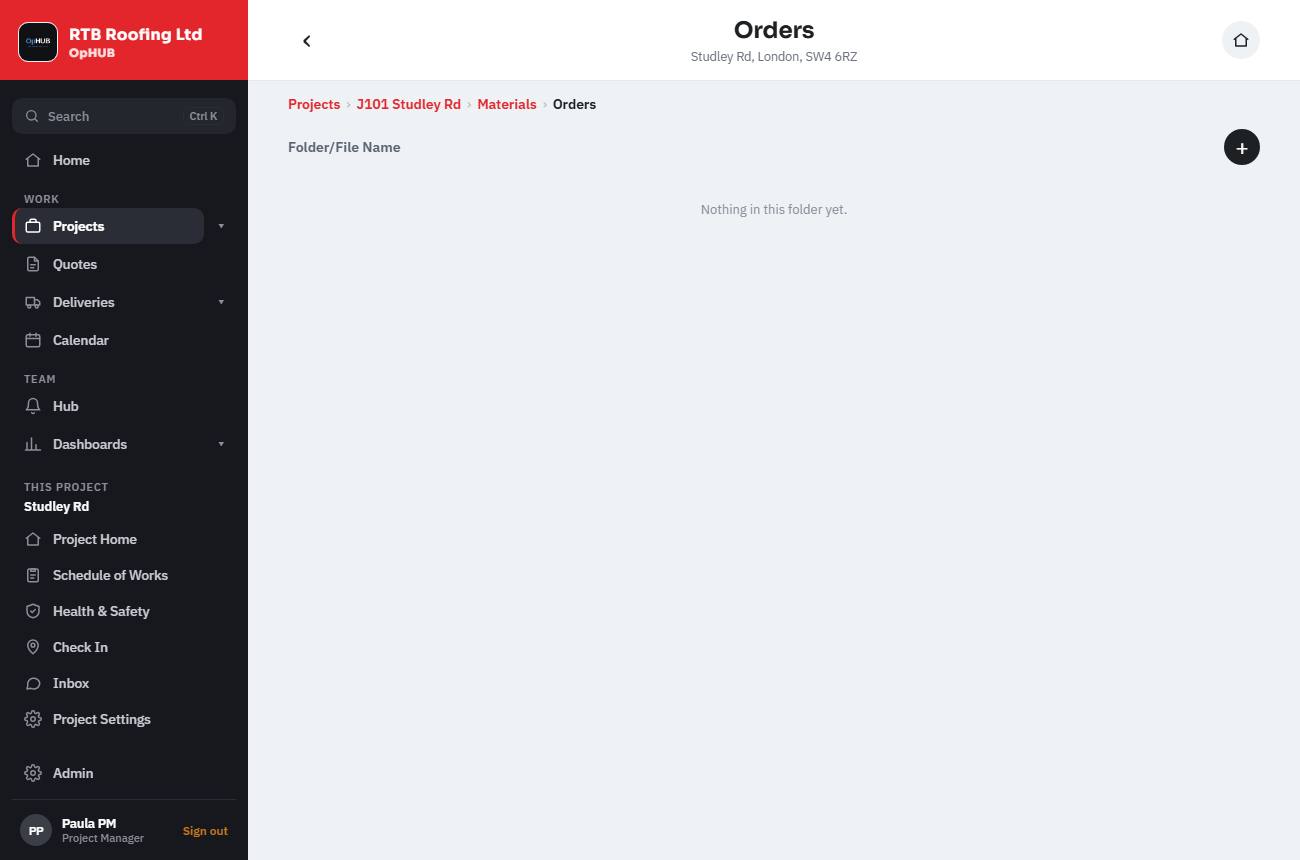 OpHUB
RTB Roofing Ltd
OpHUB
Search
Ctrl K
Home
WORK
Projects
Quotes
Deliveries
Calendar
TEAM
Hub
Dashboards
THIS PROJECT
Studley Rd
Project Home
Schedule of Works
Health & Safety
Check In
Inbox
Project Settings
Admin
PP
Paula PM
Project Manager
Sign out
Orders
Studley Rd, London, SW4 6RZ
Projects › J101 Studley Rd › Materials › Orders
Folder/File Name
+
Nothing in this folder yet.